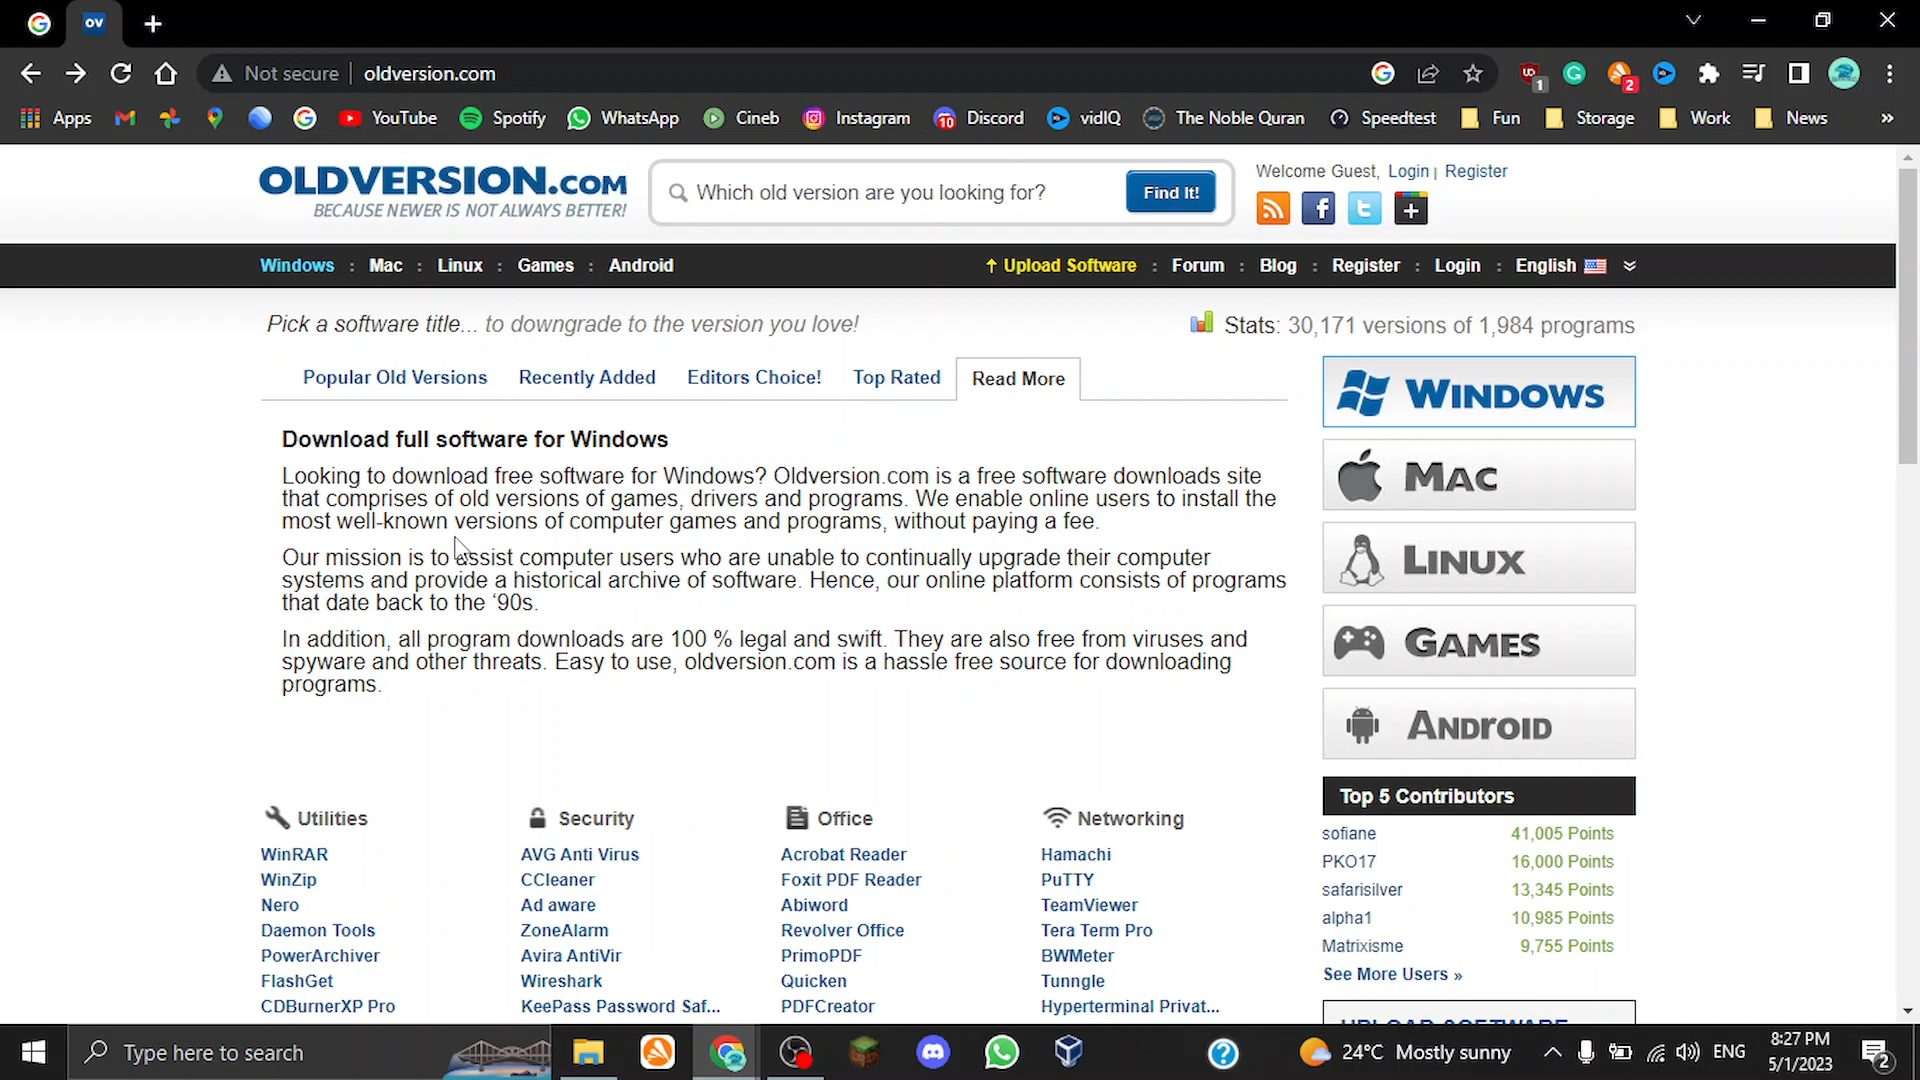 OV
Not secure
oldversion.com
1
2
Apps
YouTube
Spotify
WhatsApp
Cineb
Instagram
10
Discord
vidIQ
The Noble Quran
Speedtest
Fun
Storage
Work
News
»
OLDVERSION.COM
BECAUSE NEWER IS NOT ALWAYS BETTER!
Which old version are you looking for?
Find It!
Welcome Guest, Login | Register
Windows : Mac : Linux : Games : Android
↑ Upload Software : Forum : Blog : Register : Login : English
Pick a software title... to downgrade to the version you love!
Stats: 30,171 versions of 1,984 programs
Popular Old Versions
Recently Added
Editors Choice!
Top Rated
Read More
Download full software for Windows
Looking to download free software for Windows? Oldversion.com is a free software downloads site
that comprises of old versions of games, drivers and programs. We enable online users to install the
most well-known versions of computer games and programs, without paying a fee.
Our mission is to assist computer users who are unable to continually upgrade their computer
systems and provide a historical archive of software. Hence, our online platform consists of programs
that date back to the ‘90s.
In addition, all program downloads are 100 % legal and swift. They are also free from viruses and
spyware and other threats. Easy to use, oldversion.com is a hassle free source for downloading
programs.
WINDOWS
MAC
LINUX
GAMES
ANDROID
Utilities
WinRAR
WinZip
Nero
Daemon Tools
PowerArchiver
FlashGet
CDBurnerXP Pro
Security
AVG Anti Virus
CCleaner
Ad aware
ZoneAlarm
Avira AntiVir
Wireshark
KeePass Password Saf...
Office
Acrobat Reader
Foxit PDF Reader
Abiword
Revolver Office
PrimoPDF
Quicken
PDFCreator
Networking
Hamachi
PuTTY
TeamViewer
Tera Term Pro
BWMeter
Tunngle
Hyperterminal Privat...
Top 5 Contributors
sofiane 41,005 Points
PKO17 16,000 Points
safarisilver 13,345 Points
alpha1 10,985 Points
Matrixisme 9,755 Points
See More Users »
UPLOAD SOFTWARE
Type here to search
24°C Mostly sunny
ENG
8:27 PM
5/1/2023
2